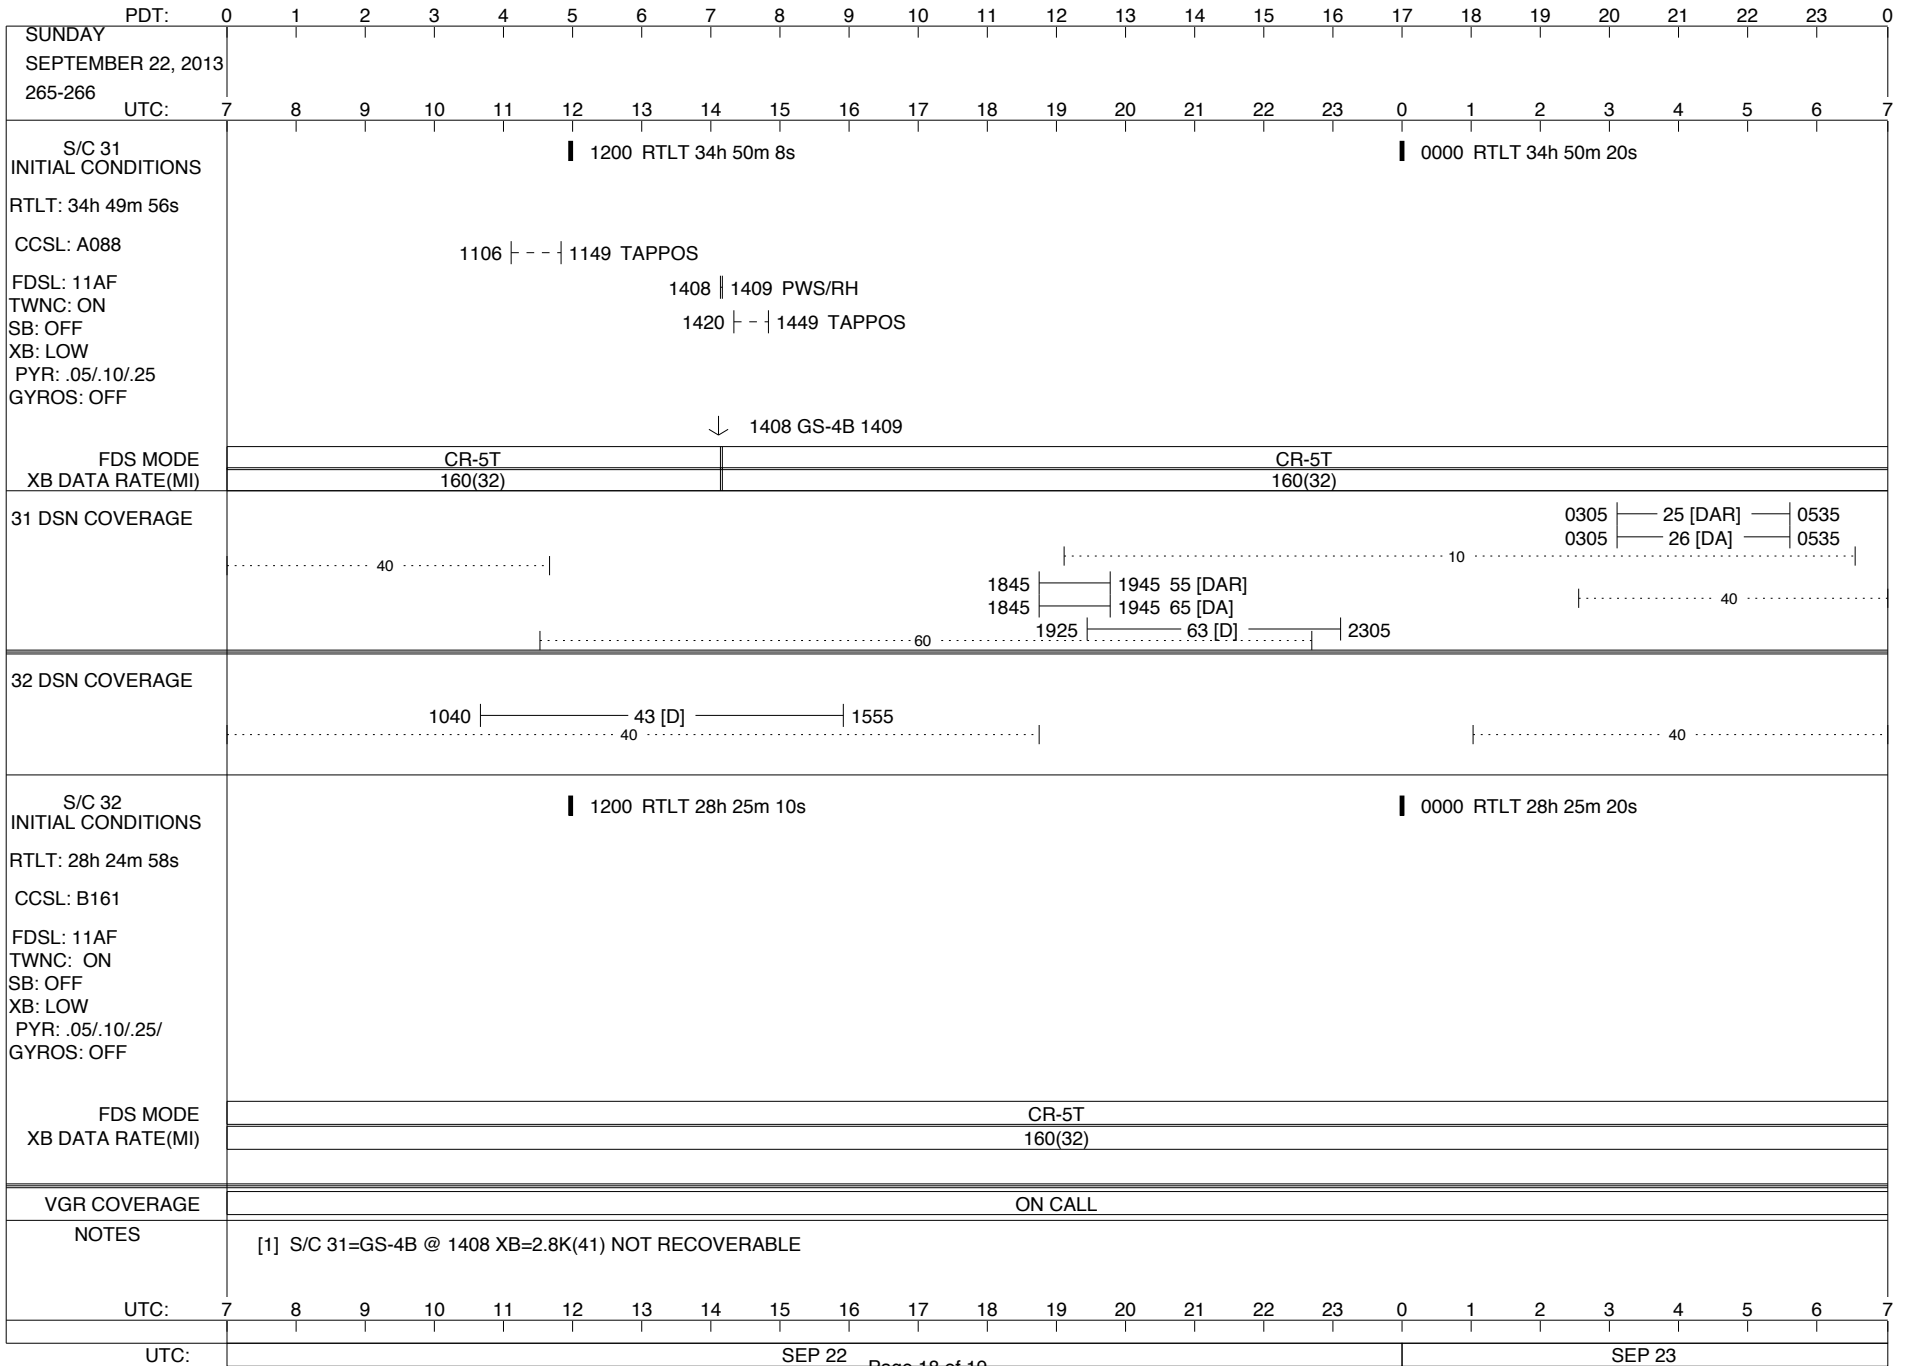 PDT: 0 1 2 3 4 5 6 7 8 9 10 11 12 13 14 15 16 17 18 19 20 21 22 23 0
SUNDAY
SEPTEMBER 22, 2013
265-266
UTC: 7 8 9 10 11 12 13 14 15 16 17 18 19 20 21 22 23 0 1 2 3 4 5 6 7
S/C 31
INITIAL CONDITIONS
1200 RTLT 34h 50m 8s
0000 RTLT 34h 50m 20s
RTLT: 34h 49m 56s
CCSL: A088
1106 1149 TAPPOS
FDSL: 11AF
1408 1409 PWS/RH
TWNC: ON
SB: OFF
1420 1449 TAPPOS
XB: LOW
PYR: .05/.10/.25
GYROS: OFF
1408 GS-4B 1409
FDS MODE CR-5T CR-5T
XB DATA RATE(MI) 160(32) 160(32)
31 DSN COVERAGE
0305 25 [DAR] 0535
0305 26 [DA] 0535
10
40
1845 1945 55 [DAR]
40
1845 1945 65 [DA]
1925 63 [D] 2305
60
32 DSN COVERAGE
1040 43 [D] 1555
40 40
S/C 32
INITIAL CONDITIONS
1200 RTLT 28h 25m 10s
0000 RTLT 28h 25m 20s
RTLT: 28h 24m 58s
CCSL: B161
FDSL: 11AF
TWNC: ON
SB: OFF
XB: LOW
PYR: .05/.10/.25/
GYROS: OFF
FDS MODE CR-5T
XB DATA RATE(MI) 160(32)
VGR COVERAGE ON CALL
NOTES
[1] S/C 31=GS-4B @ 1408 XB=2.8K(41) NOT RECOVERABLE
UTC: 7 8 9 10 11 12 13 14 15 16 17 18 19 20 21 22 23 0 1 2 3 4 5 6 7
UTC: SEP 22 SEP 23
Page 18 of 19